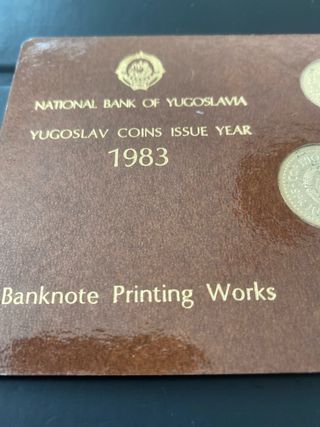 NATIONAL BANK OF YUGOSLAVIA
YUGOSLAV COINS ISSUE YEAR
1983
Banknote Printing Works